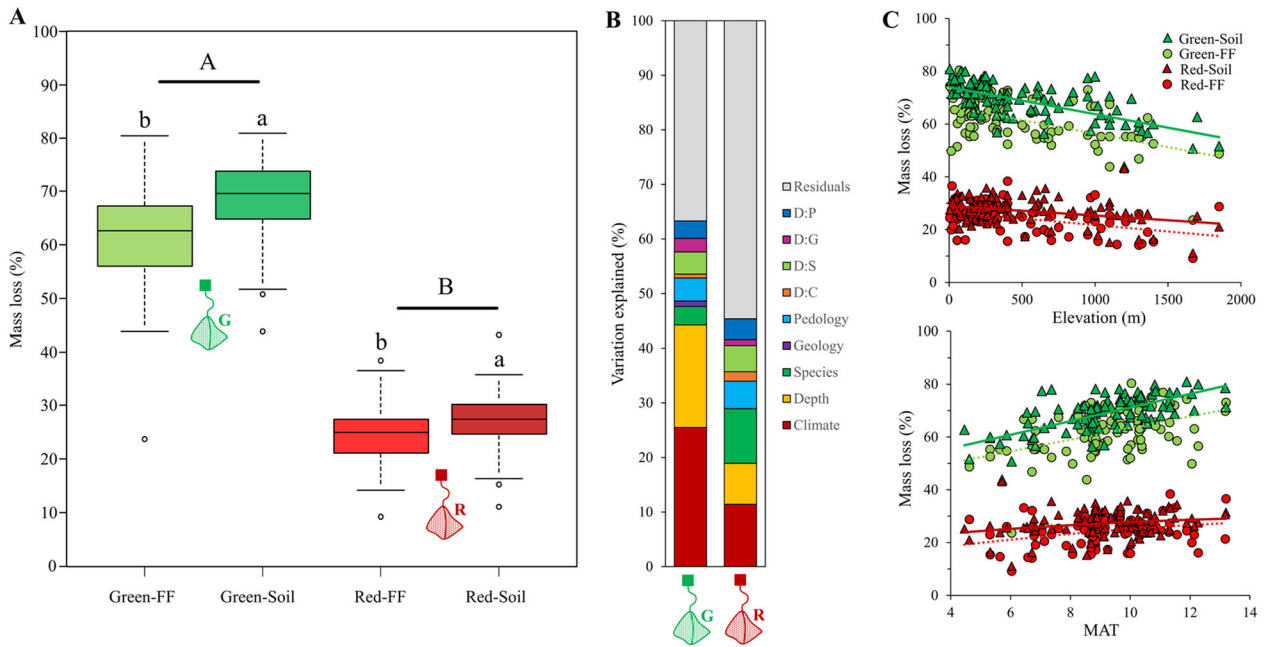 A
Mass loss (%)
100
90
80
70
60
50
40
30
20
10
0
A
b
a
G
B
b
a
R
Green-FF
Green-Soil
Red-FF
Red-Soil
B
Variation explained (%)
100
90
80
70
60
50
40
30
20
10
0
G
R
Residuals
D:P
D:G
D:S
D:C
Pedology
Geology
Species
Depth
Climate
C
Green-Soil
Green-FF
Red-Soil
Red-FF
Mass loss (%)
100
80
60
40
20
0
0
500
1000
1500
2000
Elevation (m)
Mass loss (%)
100
80
60
40
20
0
4
6
8
10
12
14
MAT